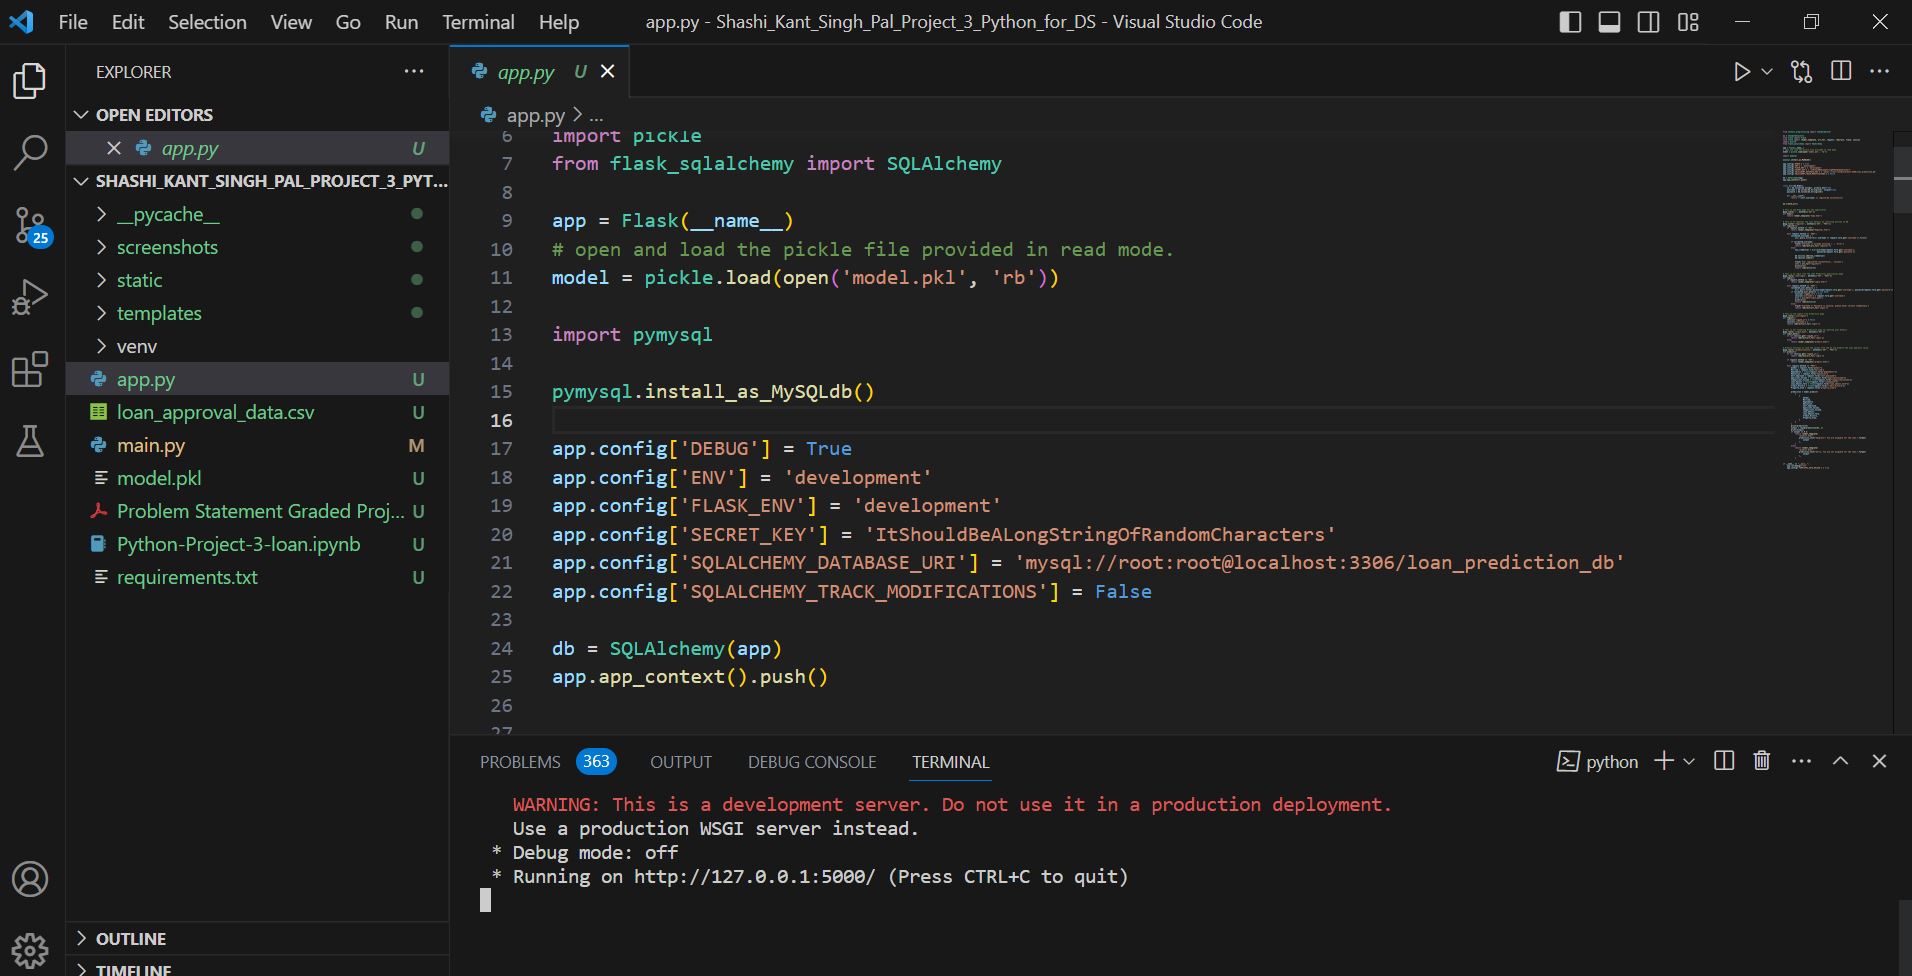 File Edit Selection View Go Run Terminal Help
app.py - Shashi_Kant_Singh_Pal_Project_3_Python_for_DS - Visual Studio Code
EXPLORER
OPEN EDITORS
app.py U
SHASHI_KANT_SINGH_PAL_PROJECT_3_PYT...
__pycache__
screenshots
static
templates
venv
app.py U
loan_approval_data.csv U
main.py M
model.pkl U
Problem Statement Graded Proj... U
Python-Project-3-loan.ipynb U
requirements.txt U
OUTLINE
TIMELINE
25
app.py U
app.py > ...
6 import pickle
7 from flask_sqlalchemy import SQLAlchemy
8
9 app = Flask(__name__)
10 # open and load the pickle file provided in read mode.
11 model = pickle.load(open('model.pkl', 'rb'))
12
13 import pymysql
14
15 pymysql.install_as_MySQLdb()
16
17 app.config['DEBUG'] = True
18 app.config['ENV'] = 'development'
19 app.config['FLASK_ENV'] = 'development'
20 app.config['SECRET_KEY'] = 'ItShouldBeALongStringOfRandomCharacters'
21 app.config['SQLALCHEMY_DATABASE_URI'] = 'mysql://root:root@localhost:3306/loan_prediction_db'
22 app.config['SQLALCHEMY_TRACK_MODIFICATIONS'] = False
23
24 db = SQLAlchemy(app)
25 app.app_context().push()
26
27
PROBLEMS 363 OUTPUT DEBUG CONSOLE TERMINAL
python
WARNING: This is a development server. Do not use it in a production deployment.
Use a production WSGI server instead.
* Debug mode: off
* Running on http://127.0.0.1:5000/ (Press CTRL+C to quit)